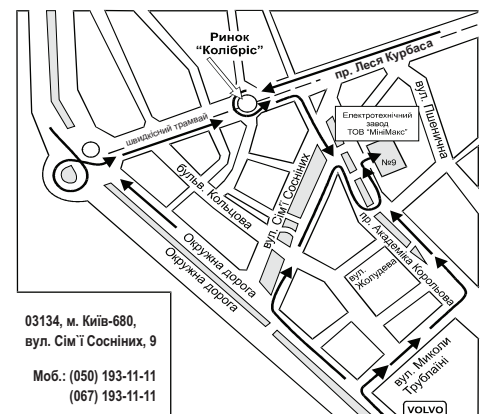 Ринок
“Колібріс”
пр. Леся Курбаса
Електротехнічний
завод
ТОВ “МініМакс”
вул. Пшенична
швидкісний трамвай
№9
бульв. Кольцова
вул. Сім`ї Сосніних
пр. Академіка Корольова
Окружна дорога
Окружна дорога
вул.
Жолудева
вул. Миколи
Трублаїні
VOLVO
03134, м. Київ-680,
вул. Сім`ї Сосніних, 9
Моб.: (050) 193-11-11
(067) 193-11-11